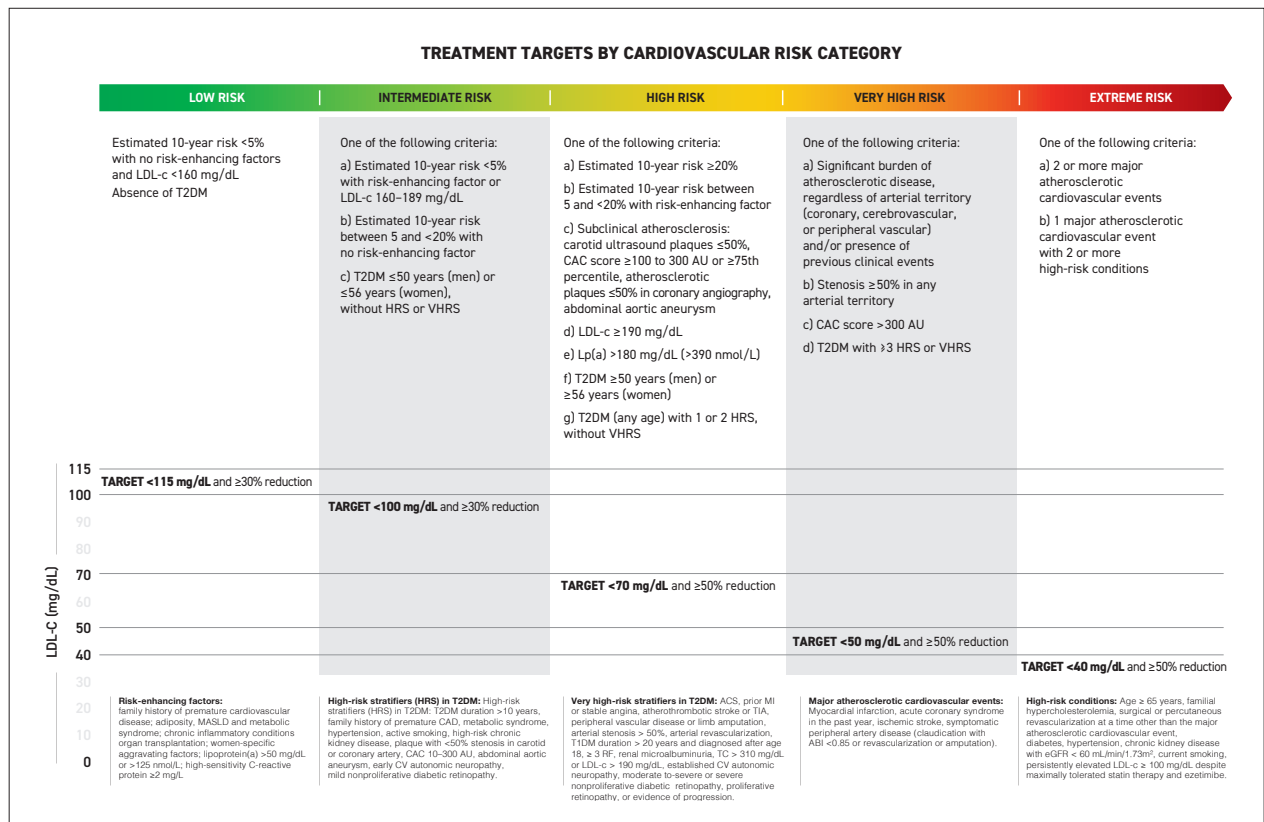 TREATMENT TARGETS BY CARDIOVASCULAR RISK CATEGORY
LOW RISK
INTERMEDIATE RISK
HIGH RISK
VERY HIGH RISK
EXTREME RISK
Estimated 10-year risk <5%
with no risk-enhancing factors
and LDL-c <160 mg/dL
Absence of T2DM
One of the following criteria:
a) Estimated 10-year risk <5%
with risk-enhancing factor or
LDL-c 160–189 mg/dL
b) Estimated 10-year risk
between 5 and <20% with
no risk-enhancing factor
c) T2DM ≤50 years (men) or
≤56 years (women),
without HRS or VHRS
One of the following criteria:
a) Estimated 10-year risk ≥20%
b) Estimated 10-year risk between
5 and <20% with risk-enhancing factor
c) Subclinical atherosclerosis:
carotid ultrasound plaques ≤50%,
CAC score ≥100 to 300 AU or ≥75th
percentile, atherosclerotic
plaques ≤50% in coronary angiography,
abdominal aortic aneurysm
d) LDL-c ≥190 mg/dL
e) Lp(a) >180 mg/dL (>390 nmol/L)
f) T2DM ≥50 years (men) or
≥56 years (women)
g) T2DM (any age) with 1 or 2 HRS,
without VHRS
One of the following criteria:
a) Significant burden of
atherosclerotic disease,
regardless of arterial territory
(coronary, cerebrovascular,
or peripheral vascular)
and/or presence of
previous clinical events
b) Stenosis ≥50% in any
arterial territory
c) CAC score >300 AU
d) T2DM with ⩾3 HRS or VHRS
One of the following criteria:
a) 2 or more major
atherosclerotic
cardiovascular events
b) 1 major atherosclerotic
cardiovascular event
with 2 or more
high-risk conditions
LDL-C (mg/dL)
115
100
90
80
70
60
50
40
30
20
10
0
TARGET <115 mg/dL and ≥30% reduction
TARGET <100 mg/dL and ≥30% reduction
TARGET <70 mg/dL and ≥50% reduction
TARGET <50 mg/dL and ≥50% reduction
TARGET <40 mg/dL and ≥50% reduction
Risk-enhancing factors:
family history of premature cardiovascular
disease; adiposity, MASLD and metabolic
syndrome; chronic inflammatory conditions
organ transplantation; women-specific
aggravating factors; lipoprotein(a) >50 mg/dL
or >125 nmol/L; high-sensitivity C-reactive
protein ≥2 mg/L
High-risk stratifiers (HRS) in T2DM: High-risk
stratifiers (HRS) in T2DM: T2DM duration >10 years,
family history of premature CAD, metabolic syndrome,
hypertension, active smoking, high-risk chronic
kidney disease, plaque with <50% stenosis in carotid
or coronary artery, CAC 10–300 AU, abdominal aortic
aneurysm, early CV autonomic neuropathy,
mild nonproliferative diabetic retinopathy.
Very high-risk stratifiers in T2DM: ACS, prior MI
or stable angina, atherothrombotic stroke or TIA,
peripheral vascular disease or limb amputation,
arterial stenosis > 50%, arterial revascularization,
T1DM duration > 20 years and diagnosed after age
18, ≥ 3 RF, renal microalbuminuria, TC > 310 mg/dL
or LDL-c > 190 mg/dL, established CV autonomic
neuropathy, moderate to-severe or severe
nonproliferative diabetic retinopathy, proliferative
retinopathy, or evidence of progression.
Major atherosclerotic cardiovascular events:
Myocardial infarction, acute coronary syndrome
in the past year, ischemic stroke, symptomatic
peripheral artery disease (claudication with
ABI <0.85 or revascularization or amputation).
High-risk conditions: Age ≥ 65 years, familial
hypercholesterolemia, surgical or percutaneous
revascularization at a time other than the major
atherosclerotic cardiovascular event,
diabetes, hypertension, chronic kidney disease
with eGFR < 60 mL/min/1.73m², current smoking,
persistently elevated LDL-c ≥ 100 mg/dL despite
maximally tolerated statin therapy and ezetimibe.